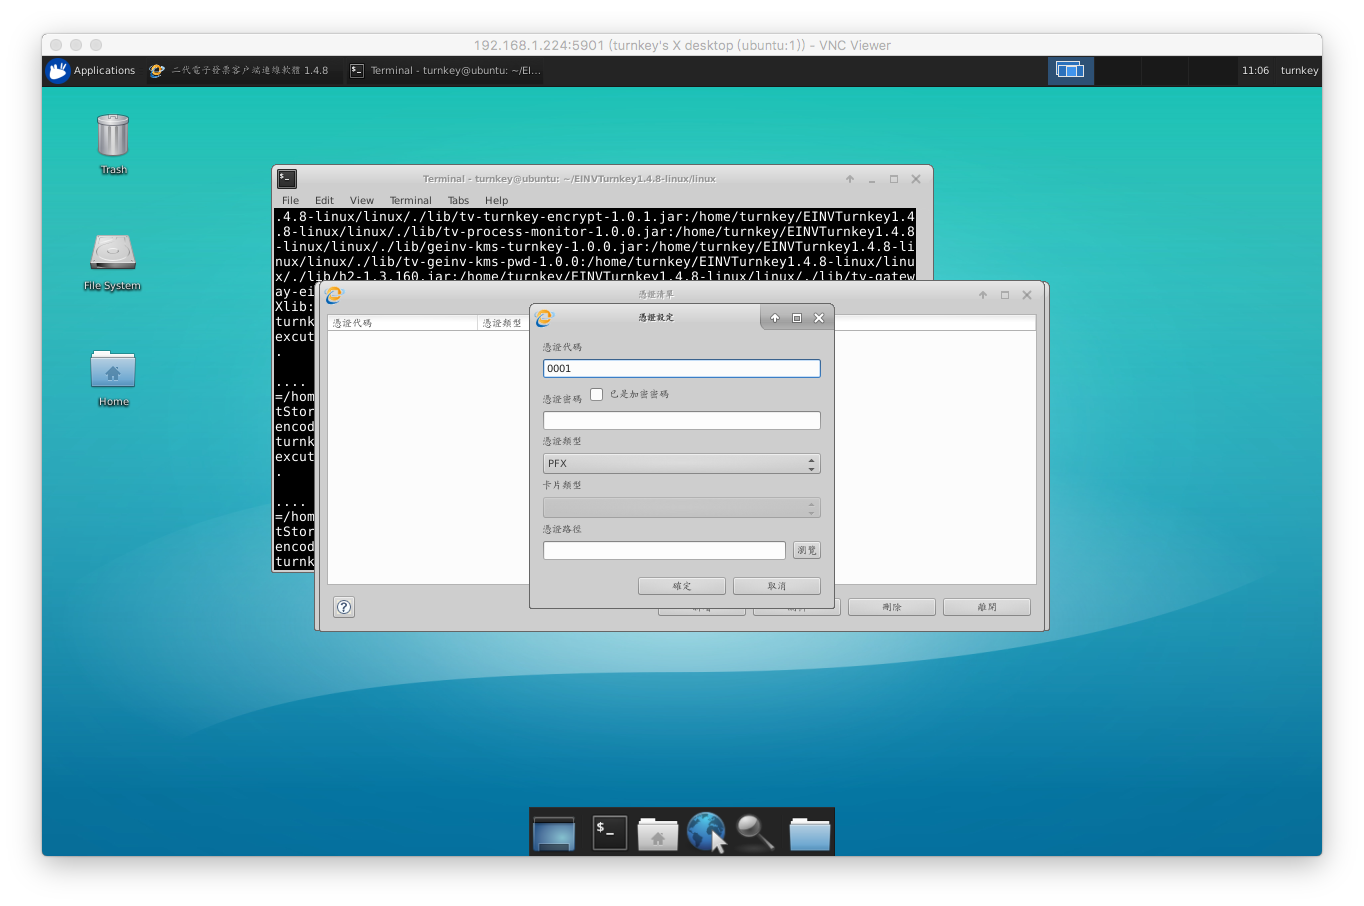 192.168.1.224:5901 (turnkey's X desktop (ubuntu:1)) - VNC Viewer
Applications 二代電子發票客戶端連線軟體 1.4.8 Terminal - turnkey@ubuntu: ~/EI... 11:06 turnkey
Trash
File System
Home
Terminal - turnkey@ubuntu: ~/EINVTurnkey1.4.8-linux/linux
File Edit View Terminal Tabs Help
.4.8-linux/linux/./lib/tv-turnkey-encrypt-1.0.1.jar:/home/turnkey/EINVTurnkey1.4
.8-linux/linux/./lib/tv-process-monitor-1.0.0.jar:/home/turnkey/EINVTurnkey1.4.8
-linux/linux/./lib/geinv-kms-turnkey-1.0.0.jar:/home/turnkey/EINVTurnkey1.4.8-li
nux/linux/./lib/tv-geinv-kms-pwd-1.0.0:/home/turnkey/EINVTurnkey1.4.8-linux/linu
x/./lib/h2-1.3.160.jar:/home/turnkey/EINVTurnkey1.4.8-linux/linux/./lib/tv-gatew
ay-ei
Xlib:
turnk
excut
.
....
=/hom
tStor
encod
turnk
excut
.
....
=/hom
tStor
encod
turnk
憑證清單
憑證代碼 憑證類型
憑證設定
憑證代碼
0001
憑證密碼 已是加密密碼
憑證類型
PFX
卡片類型
憑證路徑
瀏覽
確定 取消
刪除 離開